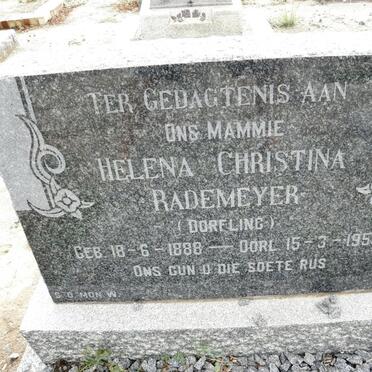 TER GEDAGTENIS AAN
ONS MAMMIE
HELENA CHRISTINA
RADEMEYER
(DORFLING)
GEB. 18-6-1888 — OORL. 15-3-195
ONS GUN U DIE SOETE RUS
MON W.